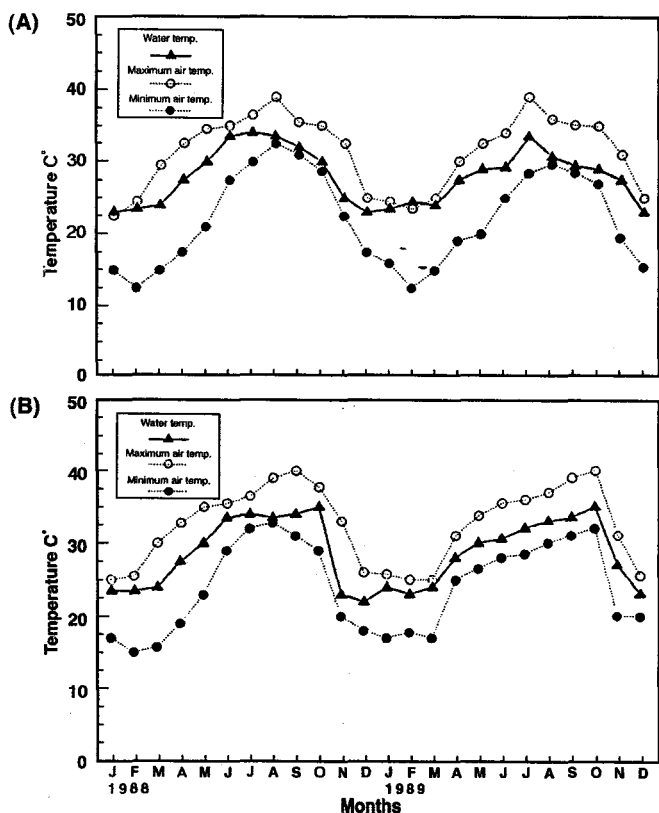 (A)
50
40
30
20
10
0
Temperature C°
Water temp.
Maximum air temp.
Minimum air temp.
(B)
50
40
30
20
10
0
Temperature C°
Water temp.
Maximum air temp.
Minimum air temp.
J F M A M J J A S O N D J F M A M J J A S O N D
1988 1989
Months